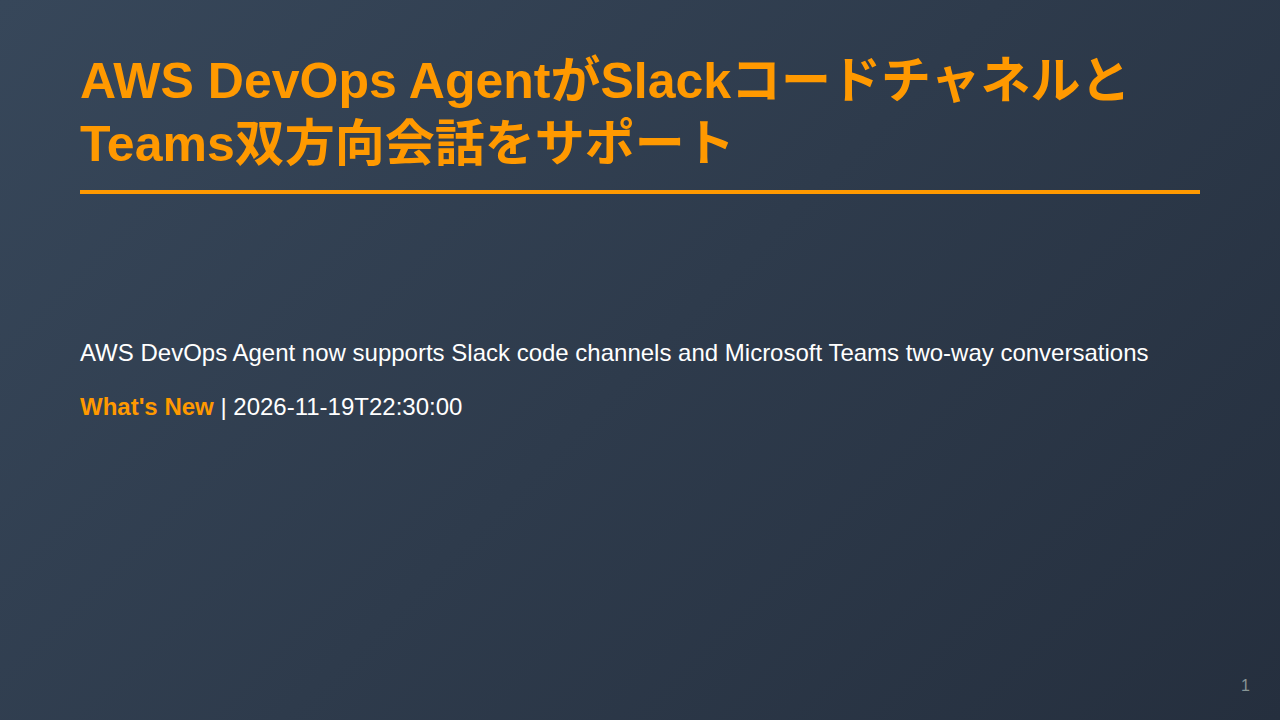 AWS DevOps AgentがSlackコードチャネルと
Teams双方向会話をサポート
AWS DevOps Agent now supports Slack code channels and Microsoft Teams two-way conversations
What's New | 2026-11-19T22:30:00
1